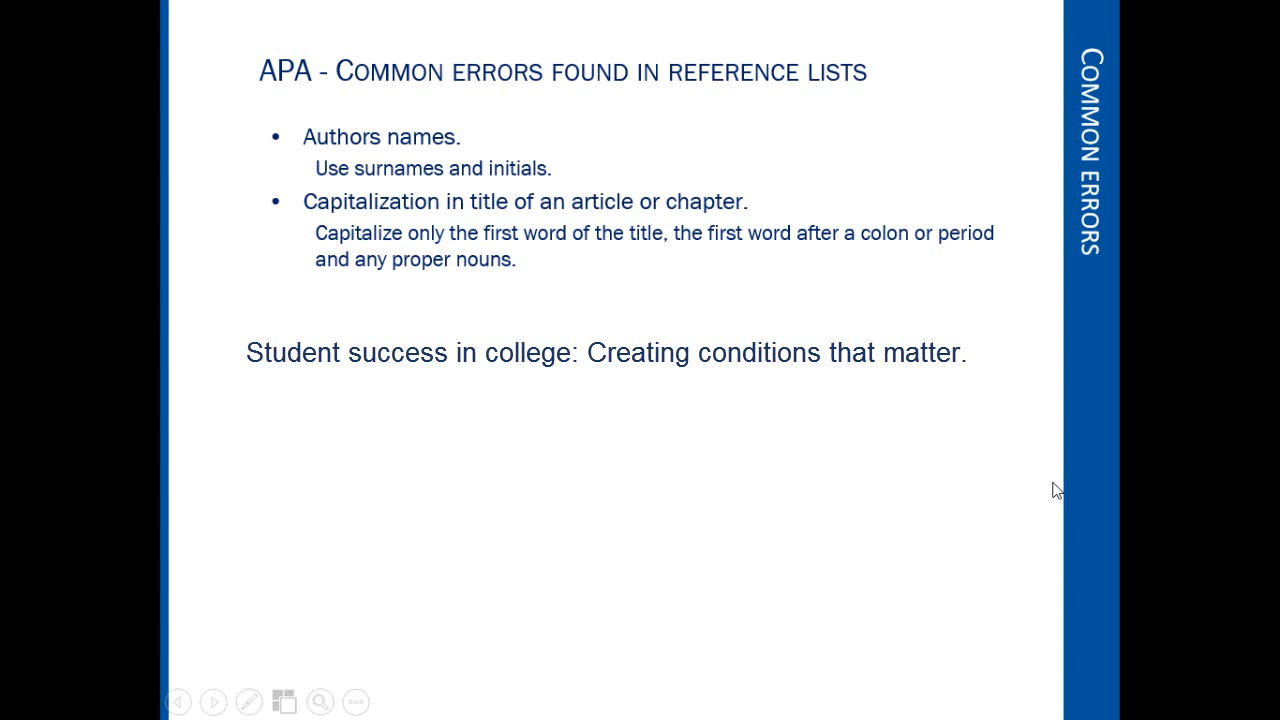 APA - COMMON ERRORS FOUND IN REFERENCE LISTS
• Authors names.
Use surnames and initials.
• Capitalization in title of an article or chapter.
Capitalize only the first word of the title, the first word after a colon or period
and any proper nouns.
Student success in college: Creating conditions that matter.
COMMON ERRORS